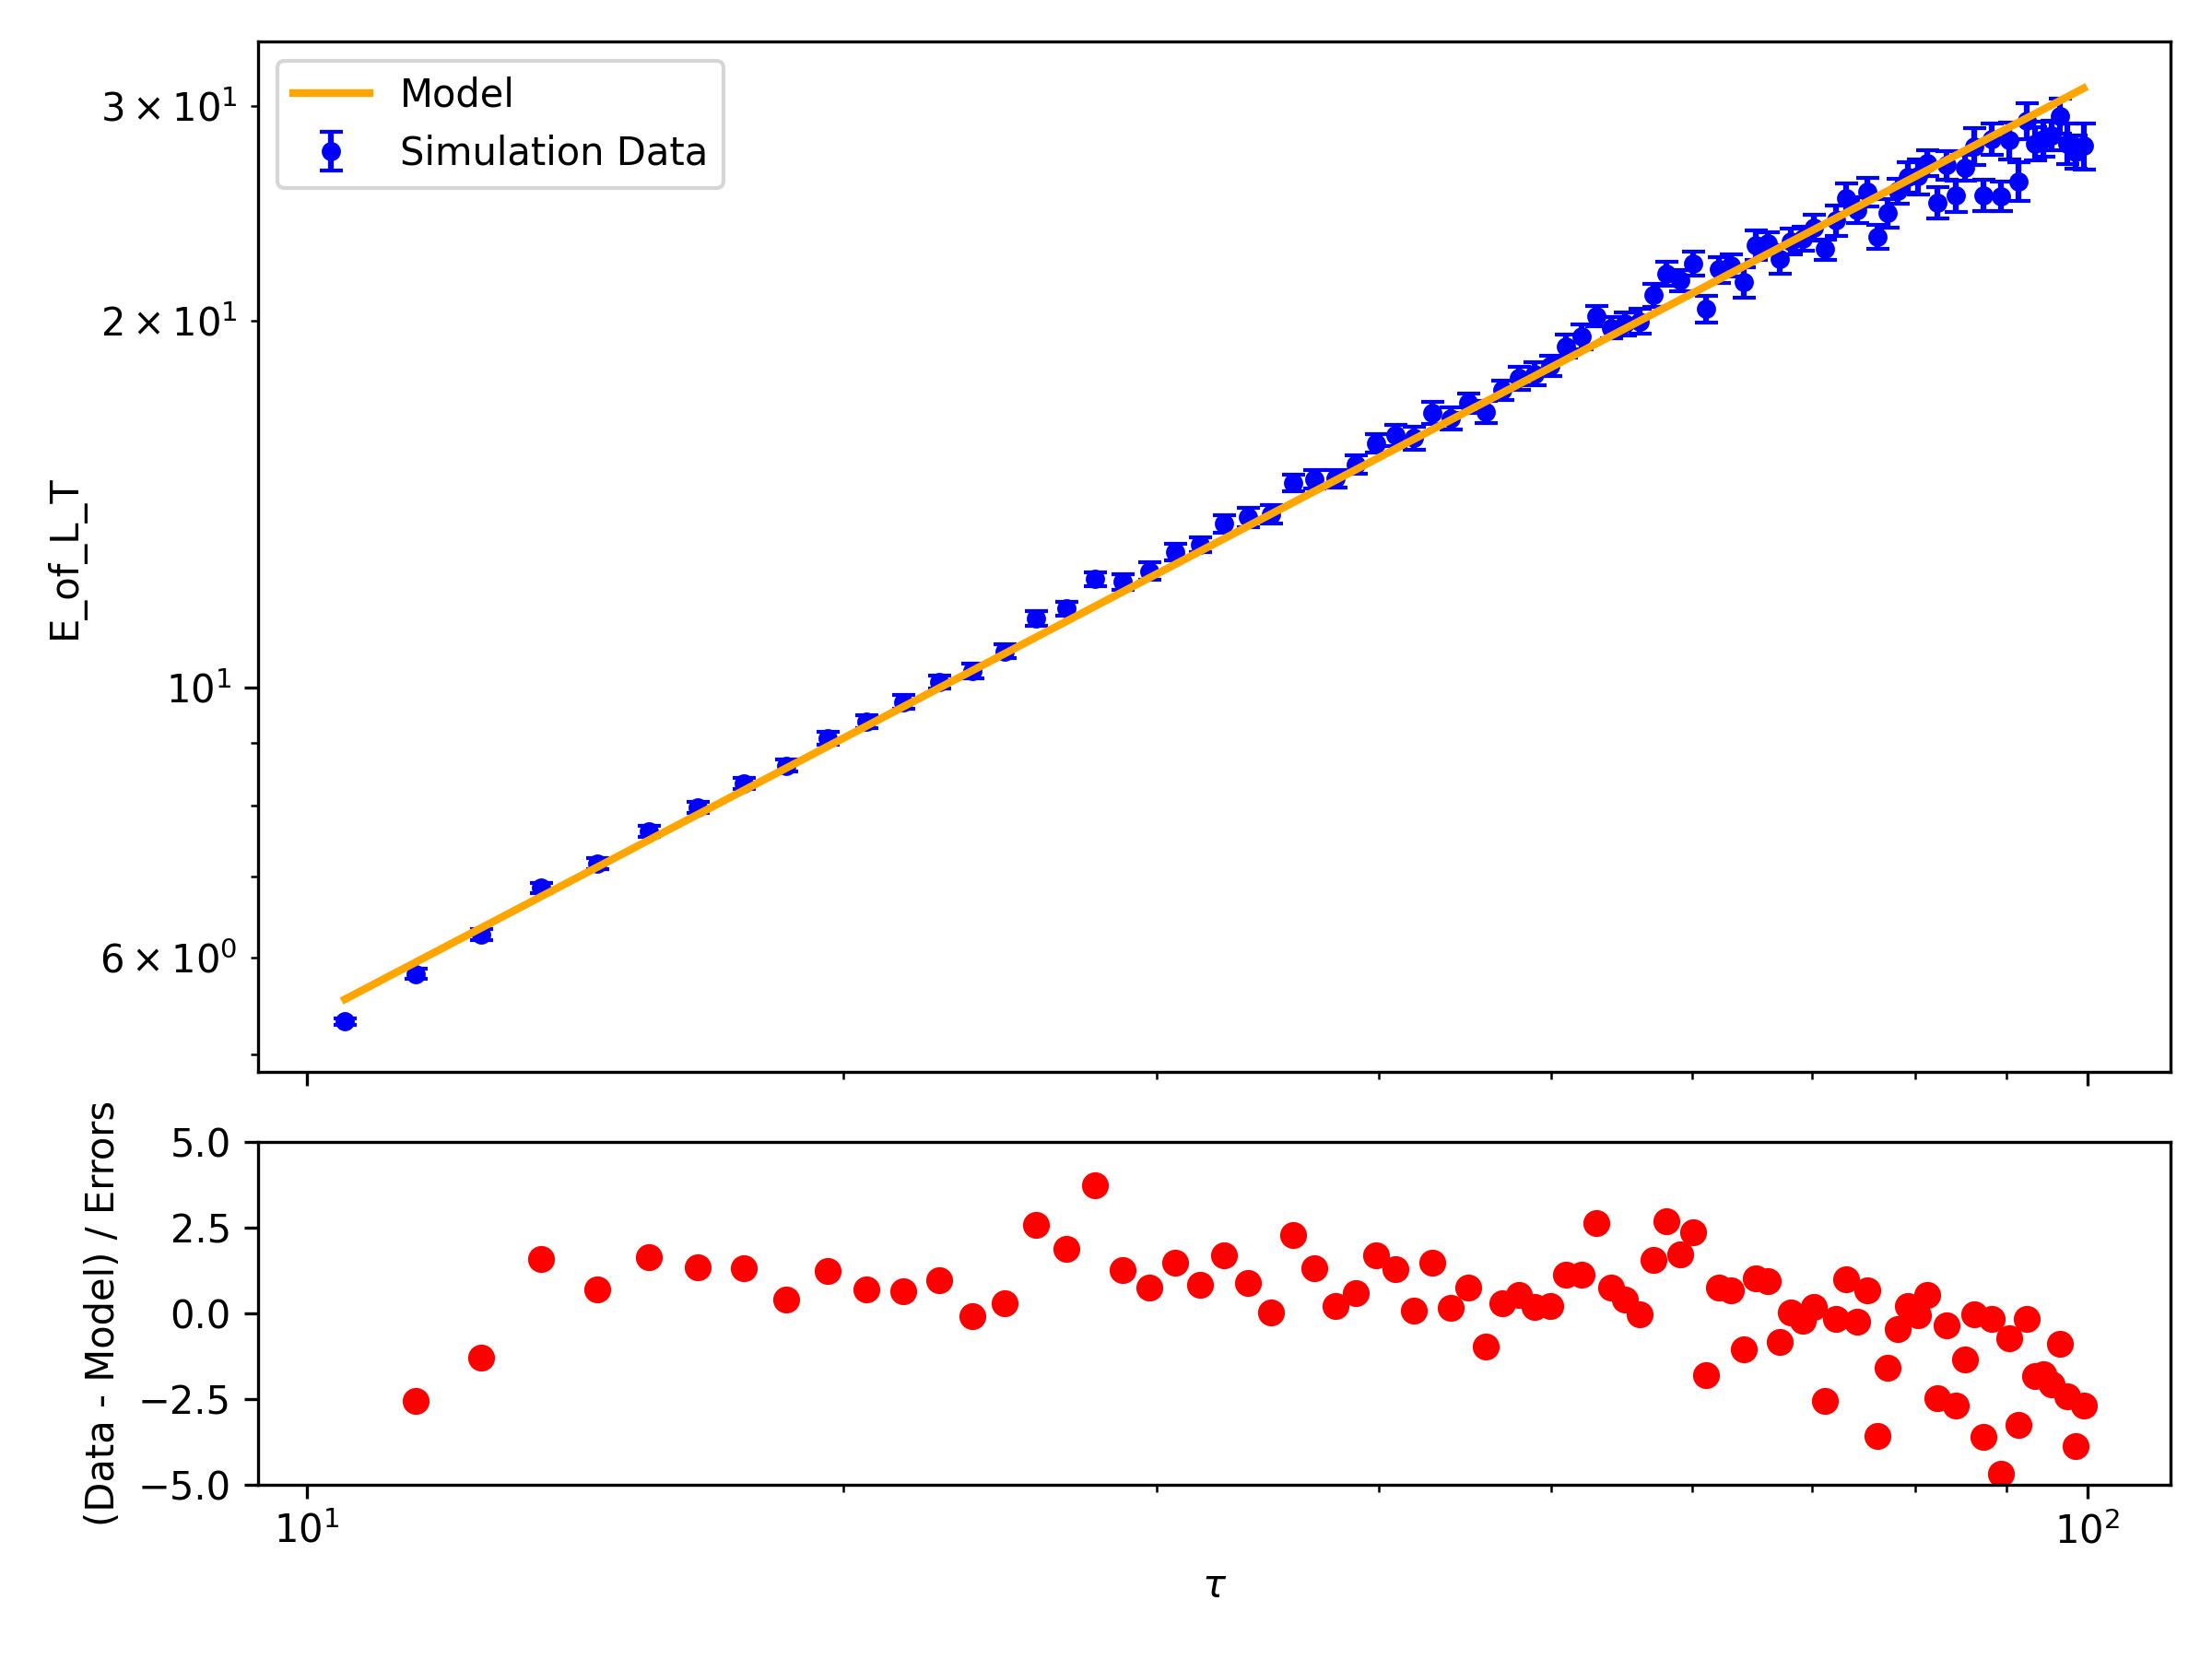 Model
Simulation Data
3 × 10¹
2 × 10¹
10¹
6 × 10⁰
E_of_L_T
5.0
2.5
0.0
−2.5
−5.0
(Data - Model) / Errors
10¹
10²
τ